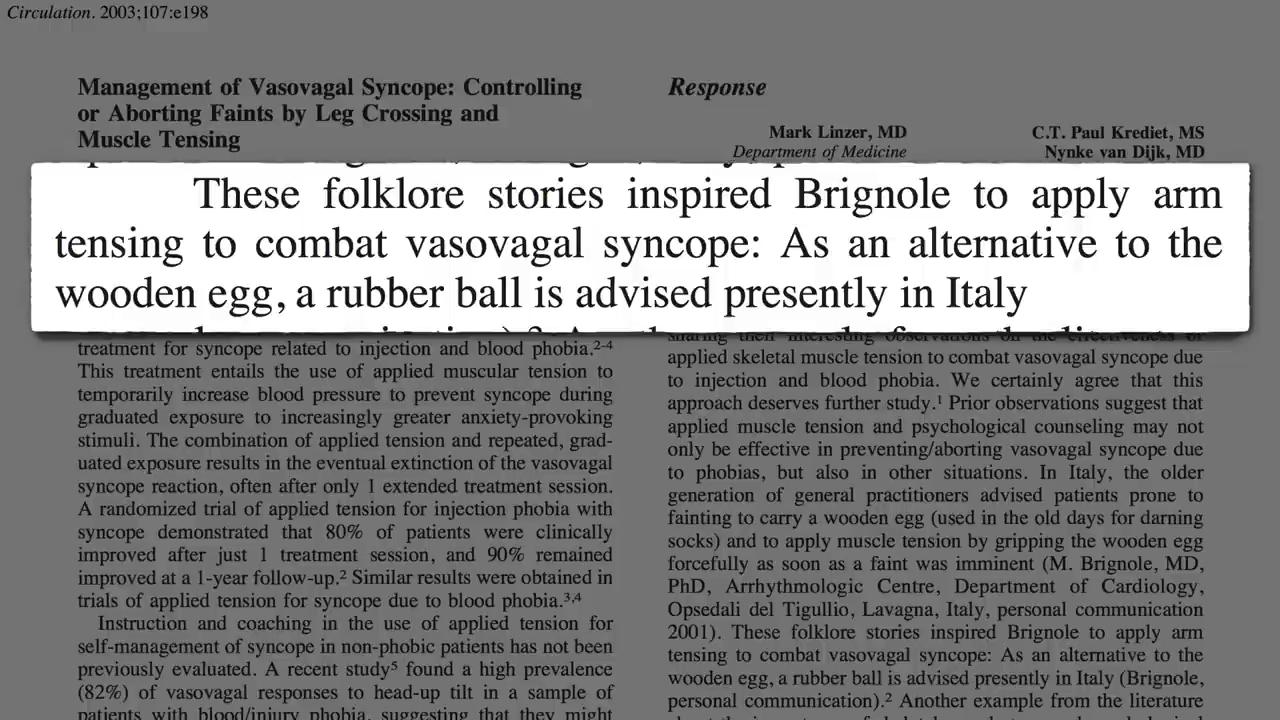 Circulation. 2003;107:e198
Management of Vasovagal Syncope: Controlling
or Aborting Faints by Leg Crossing and
Muscle Tensing
Response
Mark Linzer, MD
Department of Medicine
C.T. Paul Krediet, MS
Nynke van Dijk, MD
These folklore stories inspired Brignole to apply arm
tensing to combat vasovagal syncope: As an alternative to the
wooden egg, a rubber ball is advised presently in Italy
treatment for syncope related to injection and blood phobia.2-4
This treatment entails the use of applied muscular tension to
temporarily increase blood pressure to prevent syncope during
graduated exposure to increasingly greater anxiety-provoking
stimuli. The combination of applied tension and repeated, grad-
uated exposure results in the eventual extinction of the vasovagal
syncope reaction, often after only 1 extended treatment session.
A randomized trial of applied tension for injection phobia with
syncope demonstrated that 80% of patients were clinically
improved after just 1 treatment session, and 90% remained
improved at a 1-year follow-up.2 Similar results were obtained in
trials of applied tension for syncope due to blood phobia.3,4
Instruction and coaching in the use of applied tension for
self-management of syncope in non-phobic patients has not been
previously evaluated. A recent study5 found a high prevalence
(82%) of vasovagal responses to head-up tilt in a sample of
patients with blood/injury phobia, suggesting that they might
sharing their interesting observations on the effectiveness of
applied skeletal muscle tension to combat vasovagal syncope due
to injection and blood phobia. We certainly agree that this
approach deserves further study.1 Prior observations suggest that
applied muscle tension and psychological counseling may not
only be effective in preventing/aborting vasovagal syncope due
to phobias, but also in other situations. In Italy, the older
generation of general practitioners advised patients prone to
fainting to carry a wooden egg (used in the old days for darning
socks) and to apply muscle tension by gripping the wooden egg
forcefully as soon as a faint was imminent (M. Brignole, MD,
PhD, Arrhythmologic Centre, Department of Cardiology,
Opsedali del Tigullio, Lavagna, Italy, personal communication
2001). These folklore stories inspired Brignole to apply arm
tensing to combat vasovagal syncope: As an alternative to the
wooden egg, a rubber ball is advised presently in Italy (Brignole,
personal communication).2 Another example from the literature